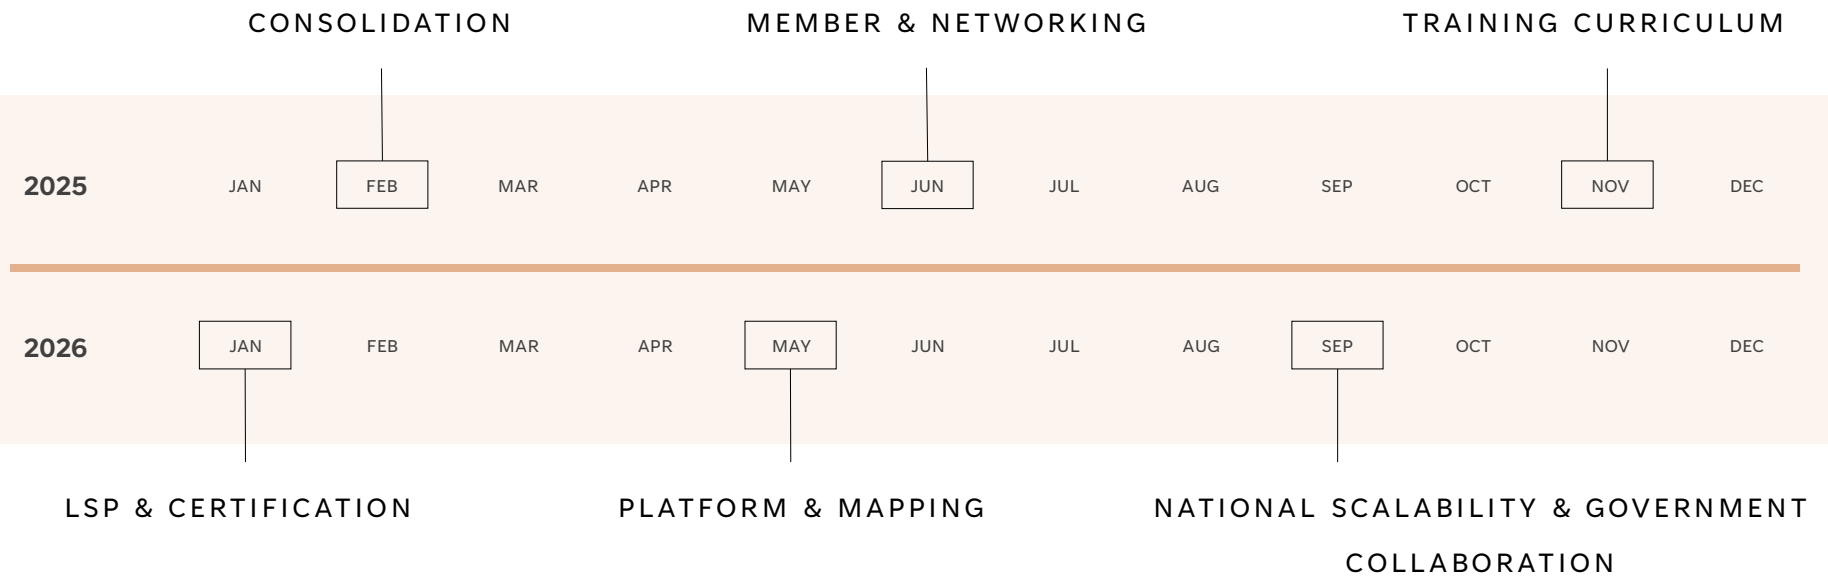 CONSOLIDATION MEMBER & NETWORKING TRAINING CURRICULUM
2025 JAN FEB MAR APR MAY JUN JUL AUG SEP OCT NOV DEC
2026 JAN FEB MAR APR MAY JUN JUL AUG SEP OCT NOV DEC
LSP & CERTIFICATION PLATFORM & MAPPING NATIONAL SCALABILITY & GOVERNMENT
COLLABORATION